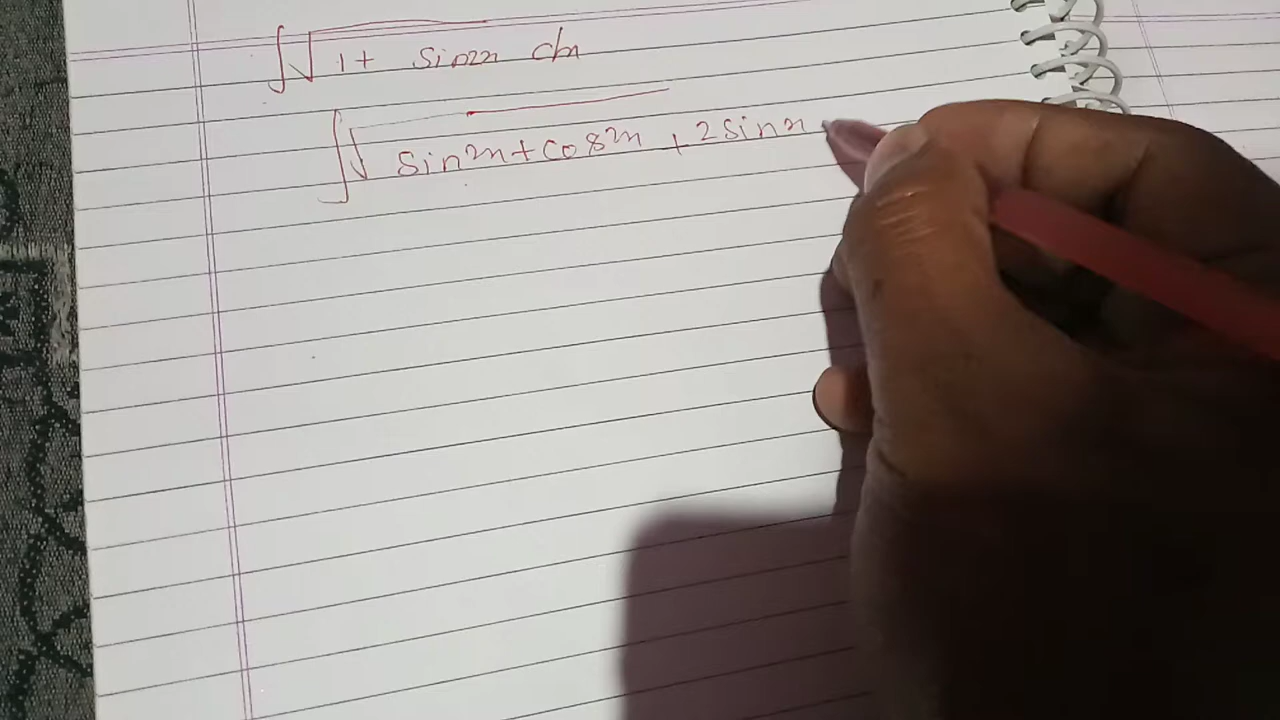 ∫√1+ sin2x dx
∫√sin²x+cos²x +2sinx